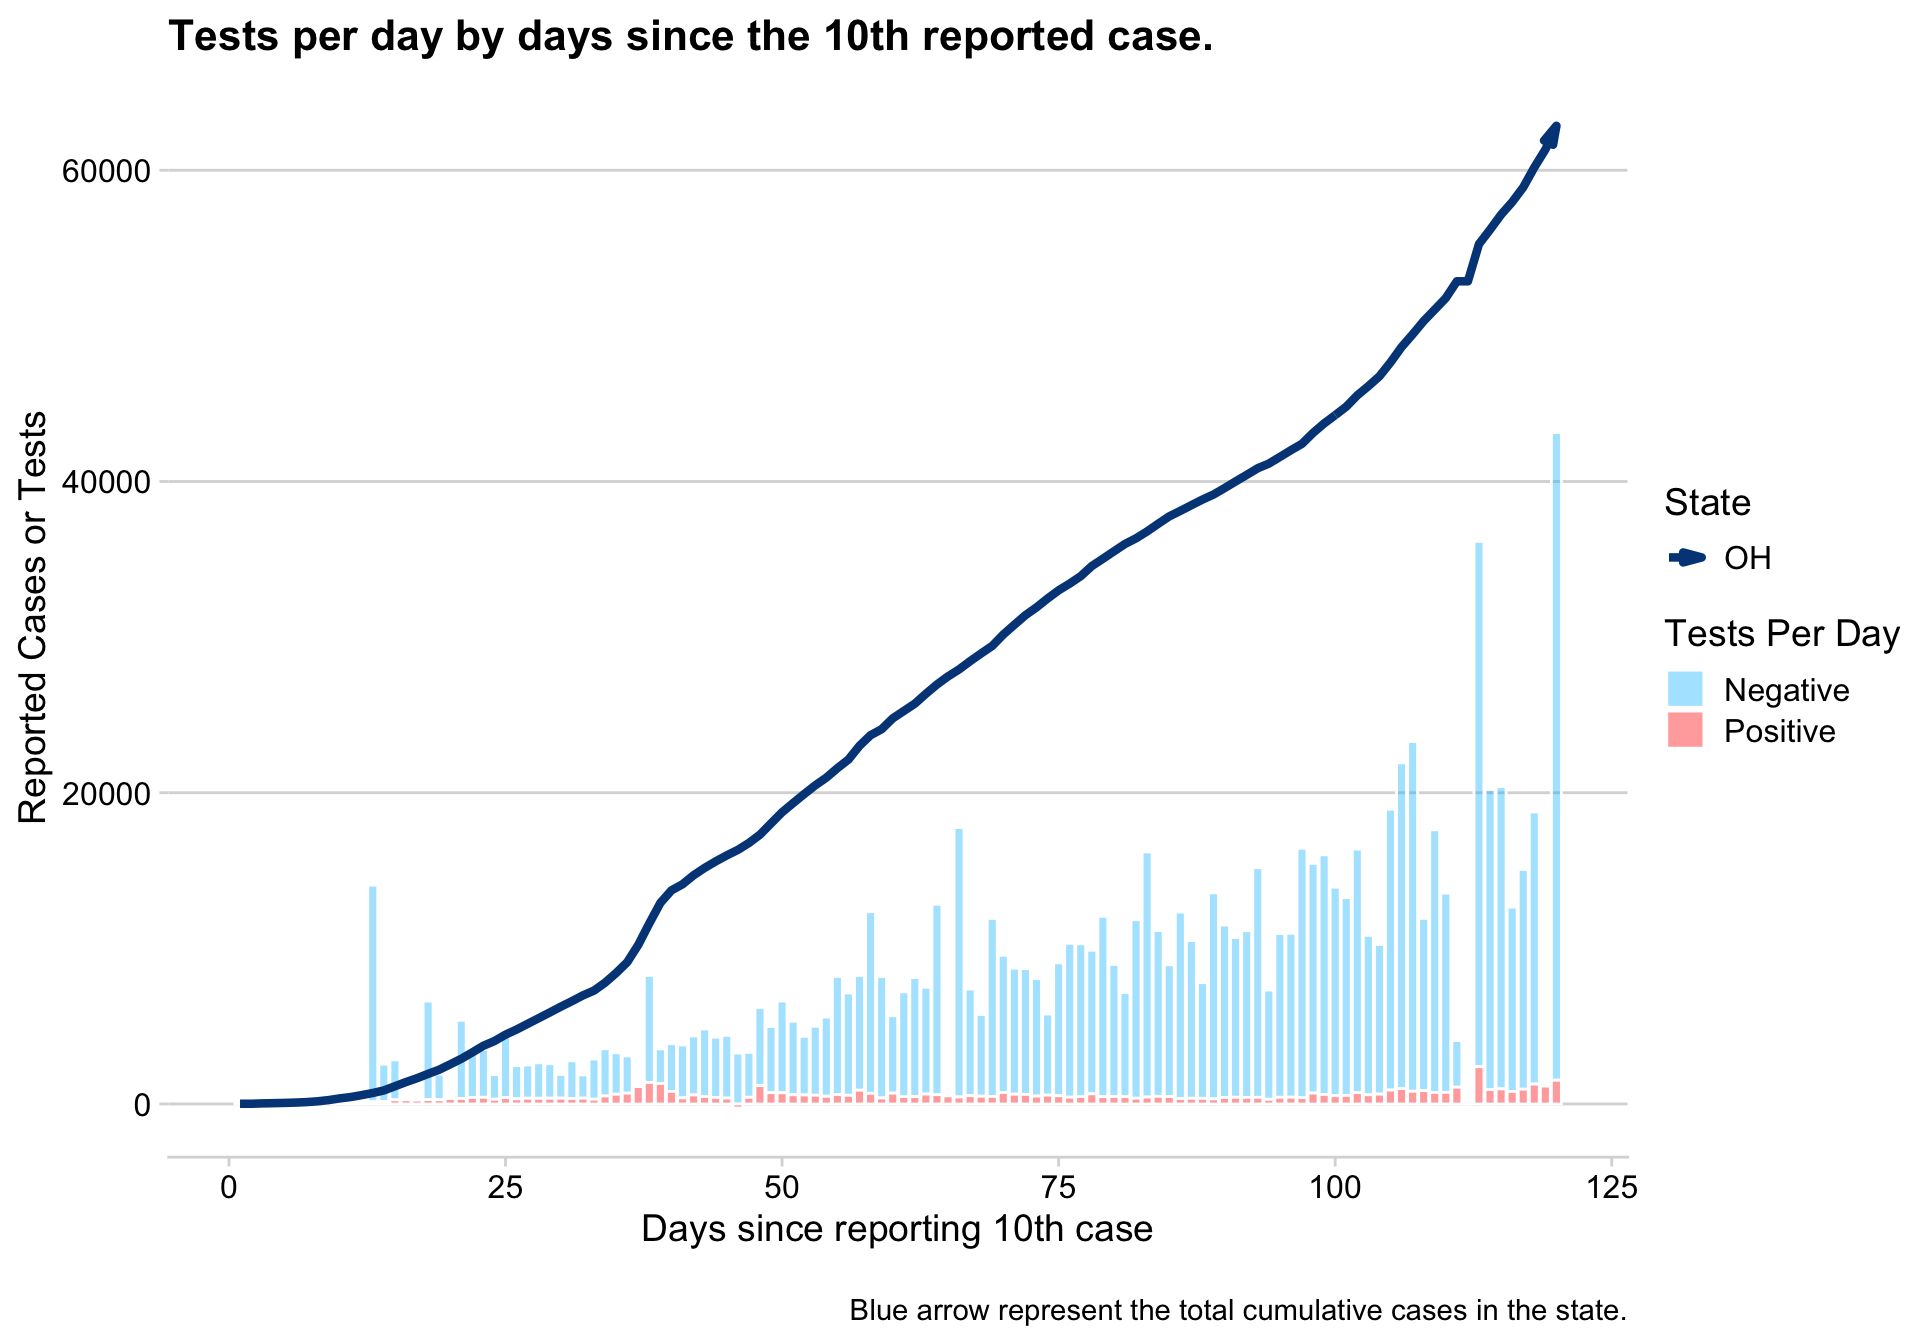 Tests per day by days since the 10th reported case.
60000
40000
20000
0
Reported Cases or Tests
0 25 50 75 100 125
Days since reporting 10th case
State
OH
Tests Per Day
Negative
Positive
Blue arrow represent the total cumulative cases in the state.